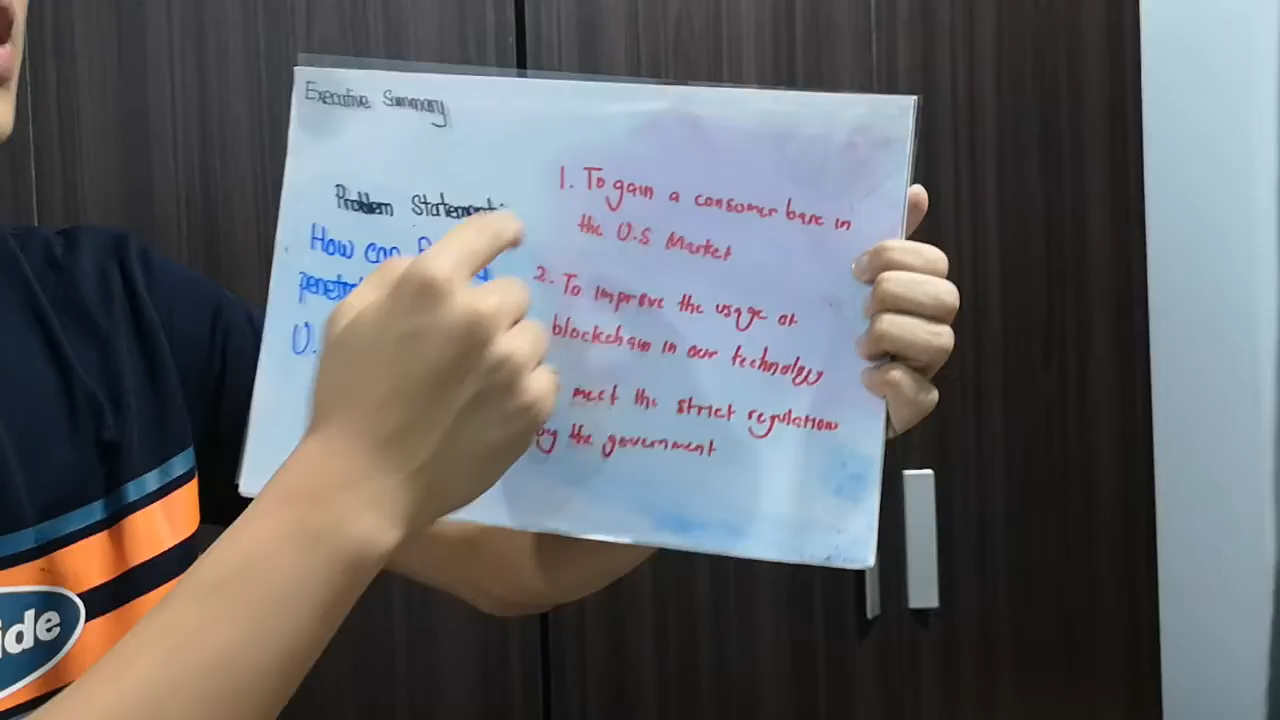 Executive Summary
Problem Statement:
How can
U.
1. To gain a consumer base in
the U.S Market
2. To improve the usage of
blockchain in our technology
meet the strict regulation
by the government
ide